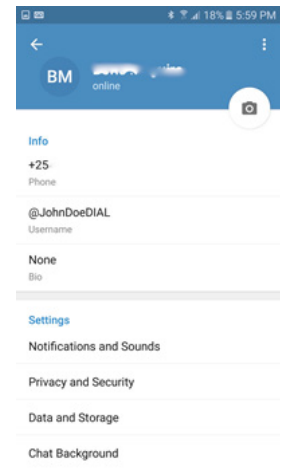 18% 5:59 PM
BM
online
Info
+25
Phone
@JohnDoeDIAL
Username
None
Bio
Settings
Notifications and Sounds
Privacy and Security
Data and Storage
Chat Background